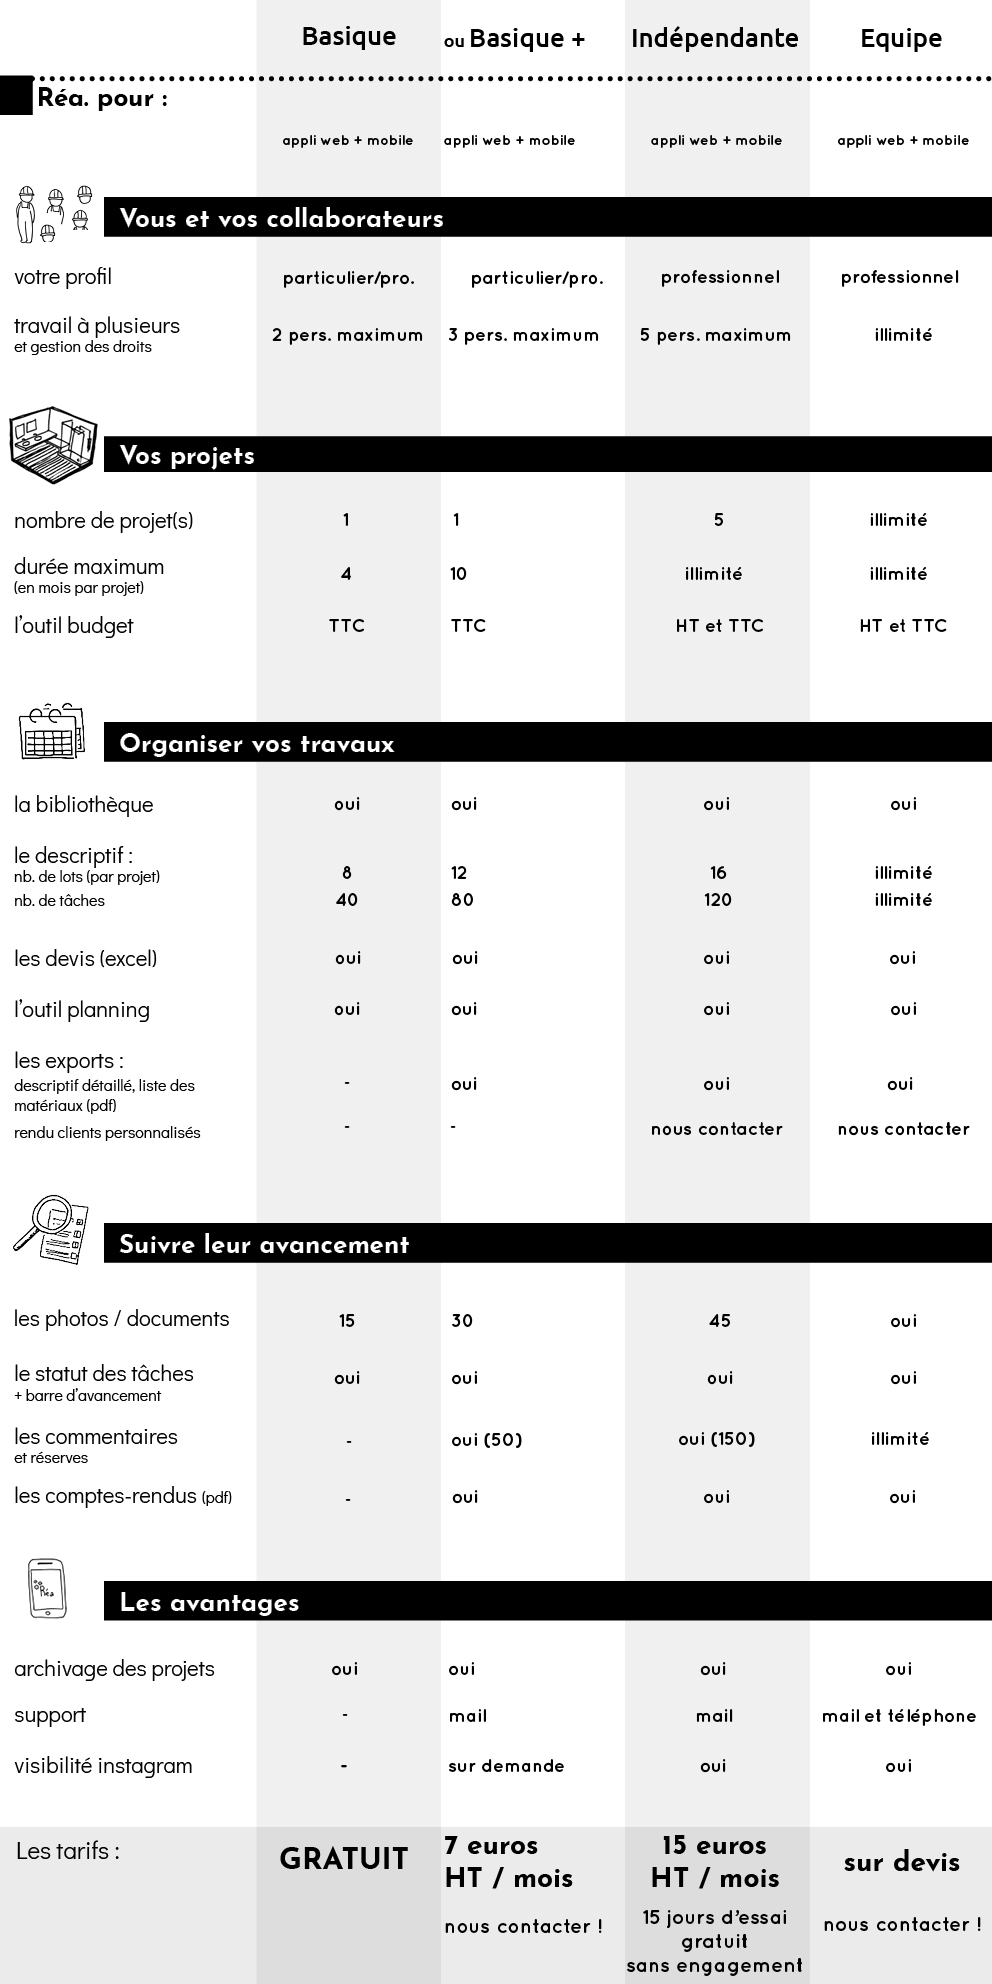 Basique ou Basique + Indépendante Equipe
Réa. pour :
appli web + mobile appli web + mobile appli web + mobile appli web + mobile
Vous et vos collaborateurs
votre profil particulier/pro. particulier/pro. professionnel professionnel
travail à plusieurs 2 pers. maximum 3 pers. maximum 5 pers. maximum illimité
et gestion des droits
Vos projets
nombre de projet(s) 1 1 5 illimité
durée maximum 4 10 illimité illimité
(en mois par projet)
l'outil budget TTC TTC HT et TTC HT et TTC
Organiser vos travaux
la bibliothèque oui oui oui oui
le descriptif :
nb. de lots (par projet) 8 12 16 illimité
nb. de tâches 40 80 120 illimité
les devis (excel) oui oui oui oui
l'outil planning oui oui oui oui
les exports :
descriptif détaillé, liste des - oui oui oui
matériaux (pdf)
rendu clients personnalisés - - nous contacter nous contacter
Suivre leur avancement
les photos / documents 15 30 45 oui
le statut des tâches oui oui oui oui
+ barre d'avancement
les commentaires - oui (50) oui (150) illimité
et réserves
les comptes-rendus (pdf) - oui oui oui
Réa
Les avantages
archivage des projets oui oui oui oui
support - mail mail mail et téléphone
visibilité instagram - sur demande oui oui
Les tarifs : GRATUIT 7 euros 15 euros sur devis
HT / mois HT / mois
nous contacter ! 15 jours d'essai nous contacter !
gratuit
sans engagement